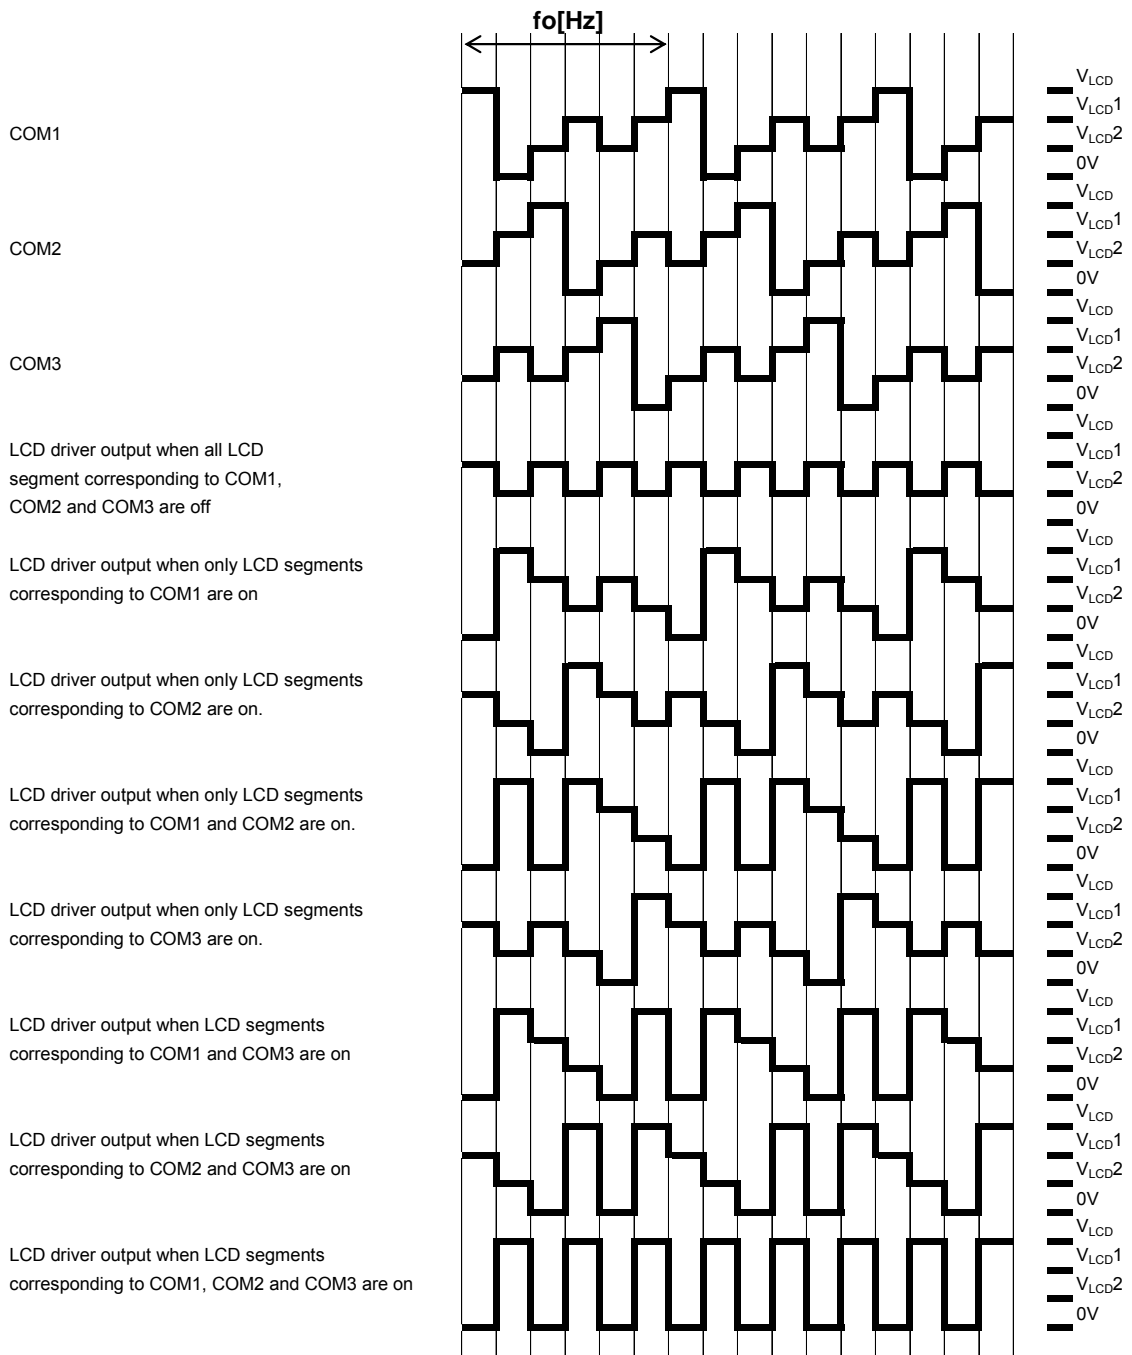 fo[Hz]
COM1
VLCD
VLCD1
VLCD2
0V
COM2
VLCD
VLCD1
VLCD2
0V
COM3
VLCD
VLCD1
VLCD2
0V
LCD driver output when all LCD
segment corresponding to COM1,
COM2 and COM3 are off
VLCD
VLCD1
VLCD2
0V
LCD driver output when only LCD segments
corresponding to COM1 are on
VLCD
VLCD1
VLCD2
0V
LCD driver output when only LCD segments
corresponding to COM2 are on.
VLCD
VLCD1
VLCD2
0V
LCD driver output when only LCD segments
corresponding to COM1 and COM2 are on.
VLCD
VLCD1
VLCD2
0V
LCD driver output when only LCD segments
corresponding to COM3 are on.
VLCD
VLCD1
VLCD2
0V
LCD driver output when LCD segments
corresponding to COM1 and COM3 are on
VLCD
VLCD1
VLCD2
0V
LCD driver output when LCD segments
corresponding to COM2 and COM3 are on
VLCD
VLCD1
VLCD2
0V
LCD driver output when LCD segments
corresponding to COM1, COM2 and COM3 are on
VLCD
VLCD1
VLCD2
0V